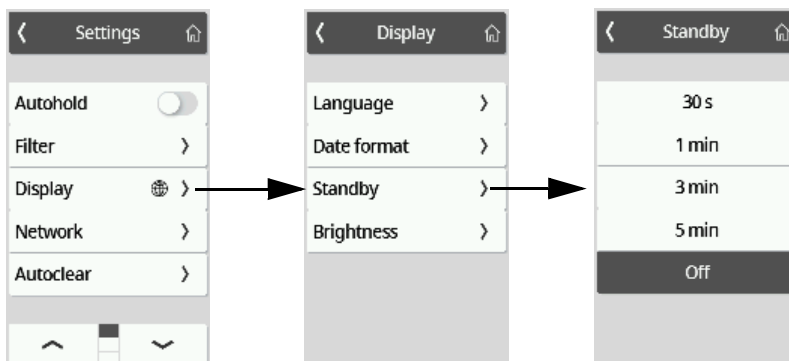 Settings
Autohold
Filter
Display
Network
Autoclear
Display
Language
Date format
Standby
Brightness
Standby
30 s
1 min
3 min
5 min
Off